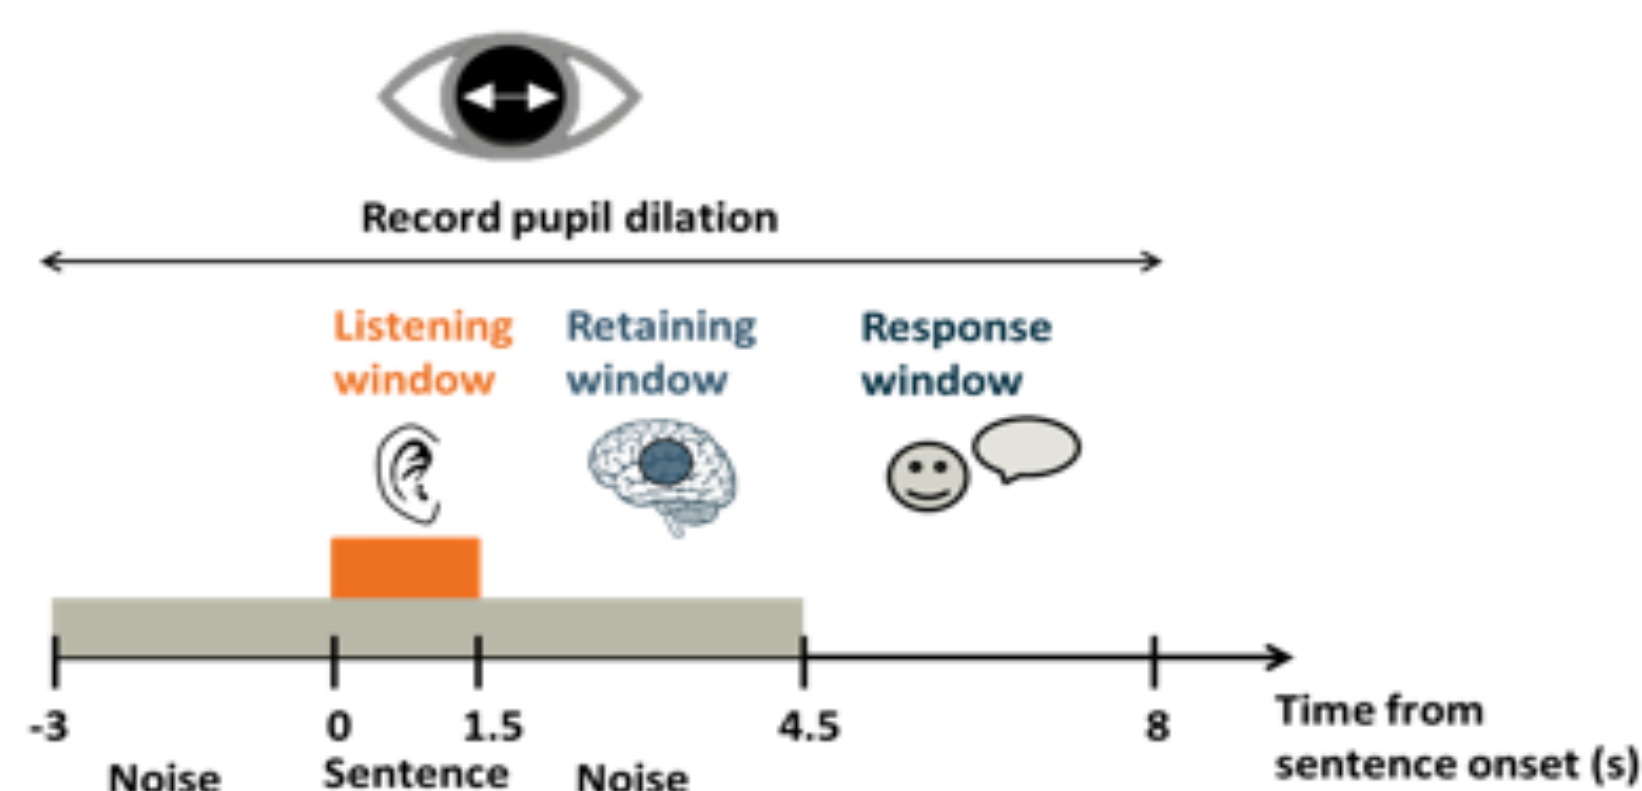 Record pupil dilation
Listening window
Retaining window
Response window
-3 0 1.5 4.5 8
Noise Sentence Noise
Time from
sentence onset (s)